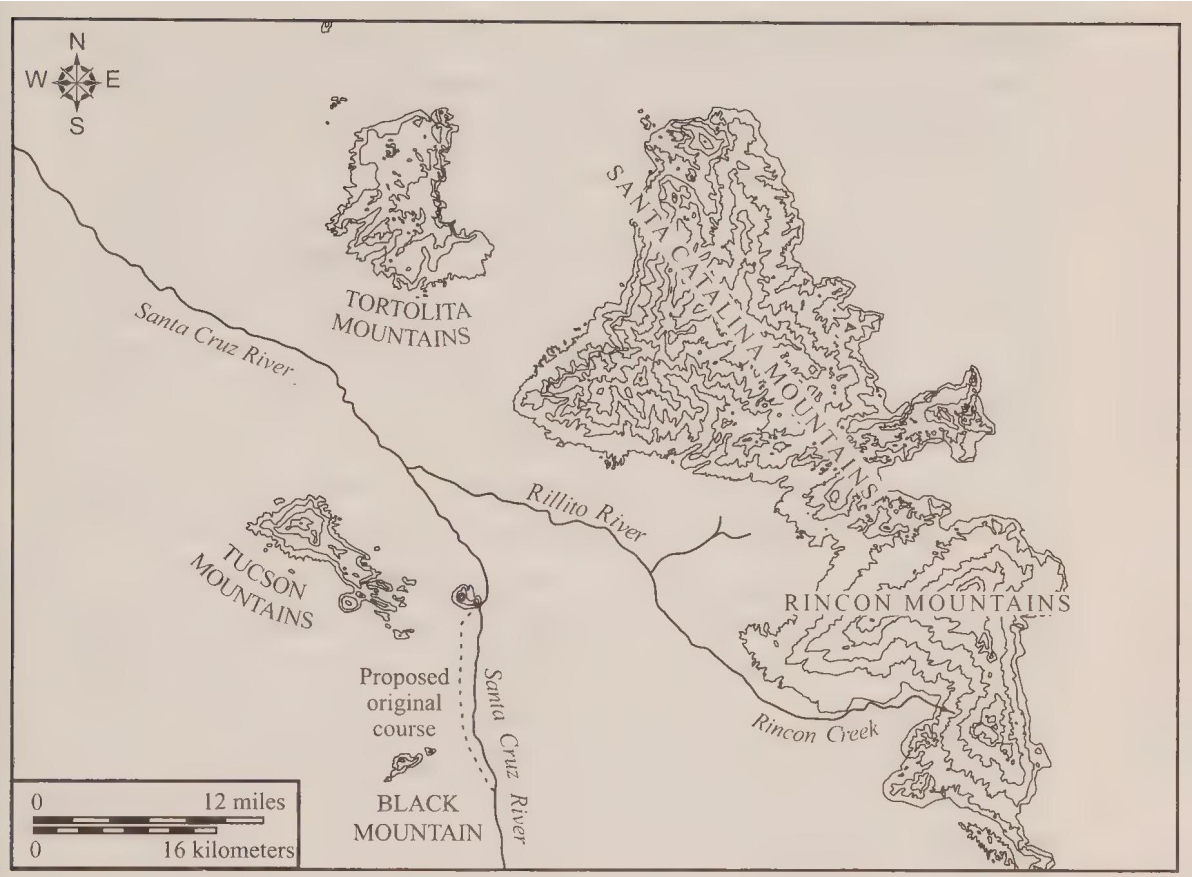 N
W E
S
SANTA CATALINA MOUNTAINS
TORTOLITA
MOUNTAINS
Santa Cruz River
Rillito River
TUCSON
MOUNTAINS
RINCON MOUNTAINS
Proposed
original
course
Santa Cruz River
Rincon Creek
BLACK
MOUNTAIN
0 12 miles
0 16 kilometers